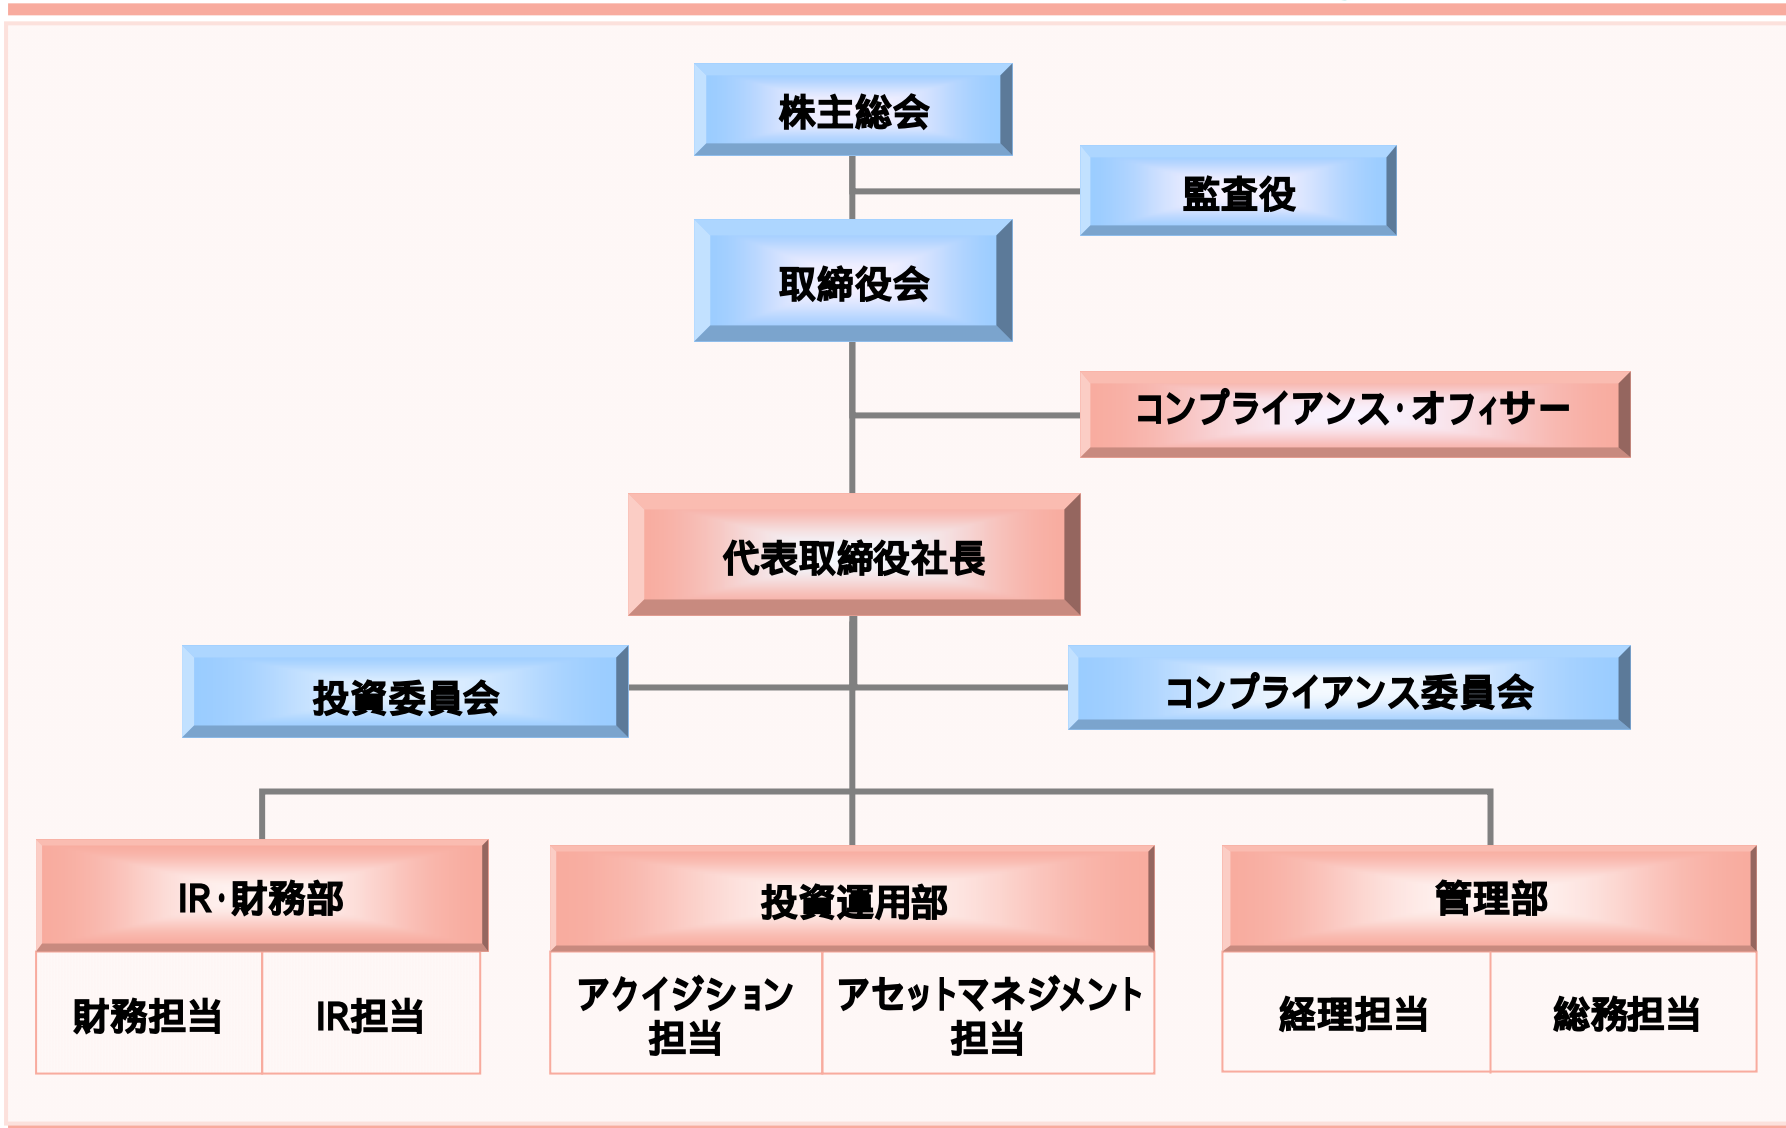 株主総会
監査役
取締役会
コンプライアンス・オフィサー
代表取締役社長
投資委員会
コンプライアンス委員会
IR・財務部
投資運用部
管理部
財務担当
IR担当
アクイジション
担当
アセットマネジメント
担当
経理担当
総務担当